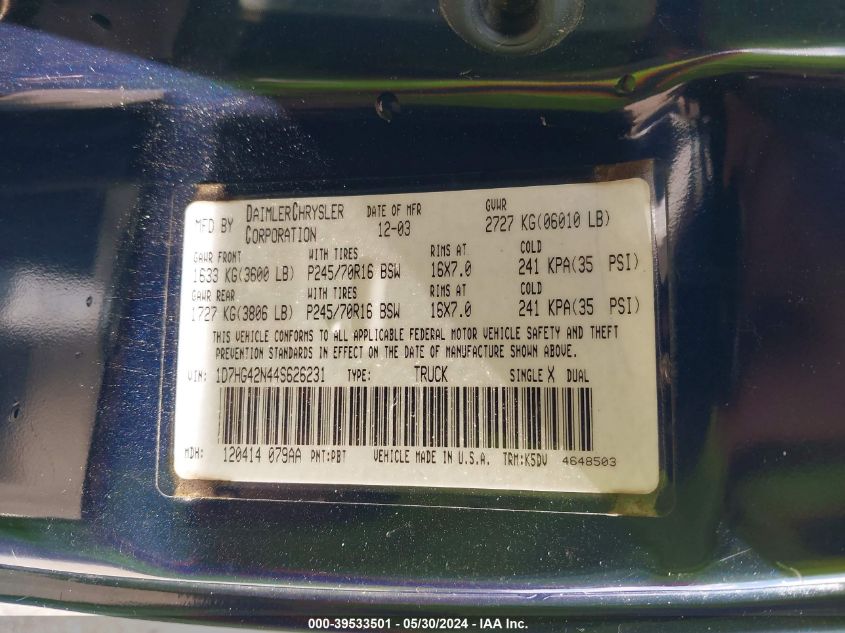 MFD BY DAIMLERCHRYSLER CORPORATION DATE OF MFR 12-03 GVWR 2727 KG(06010 LB)
GAWR FRONT WITH TIRES RIMS AT COLD
1633 KG(3600 LB) P245/70R16 BSW 16X7.0 241 KPA(35 PSI)
GAWR REAR WITH TIRES RIMS AT COLD
1727 KG(3806 LB) P245/70R16 BSW 16X7.0 241 KPA(35 PSI)
THIS VEHICLE CONFORMS TO ALL APPLICABLE FEDERAL MOTOR VEHICLE SAFETY AND THEFT
PREVENTION STANDARDS IN EFFECT ON THE DATE OF MANUFACTURE SHOWN ABOVE.
VIN: 1D7HG42N44S626231 TYPE: TRUCK SINGLE X DUAL
MDH: 120414 079AA PNT:PBT VEHICLE MADE IN U.S.A. TRM:K5DV 4648503
000-39533501 - 05/30/2024 - IAA Inc.